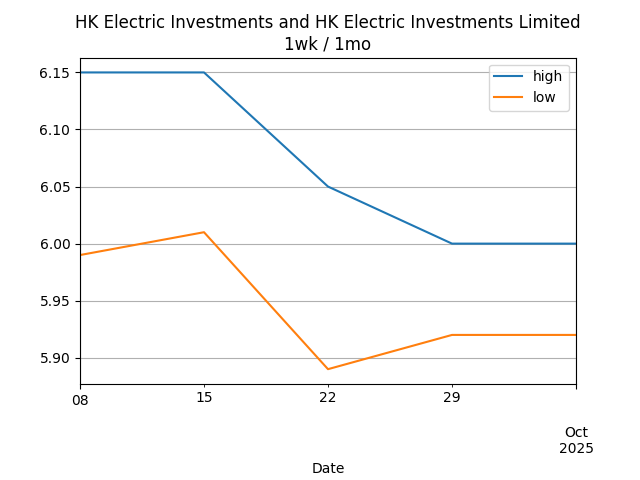 HK Electric Investments and HK Electric Investments Limited
1wk / 1mo
high
low
6.15
6.10
6.05
6.00
5.95
5.90
08
15
22
29
Oct
2025
Date